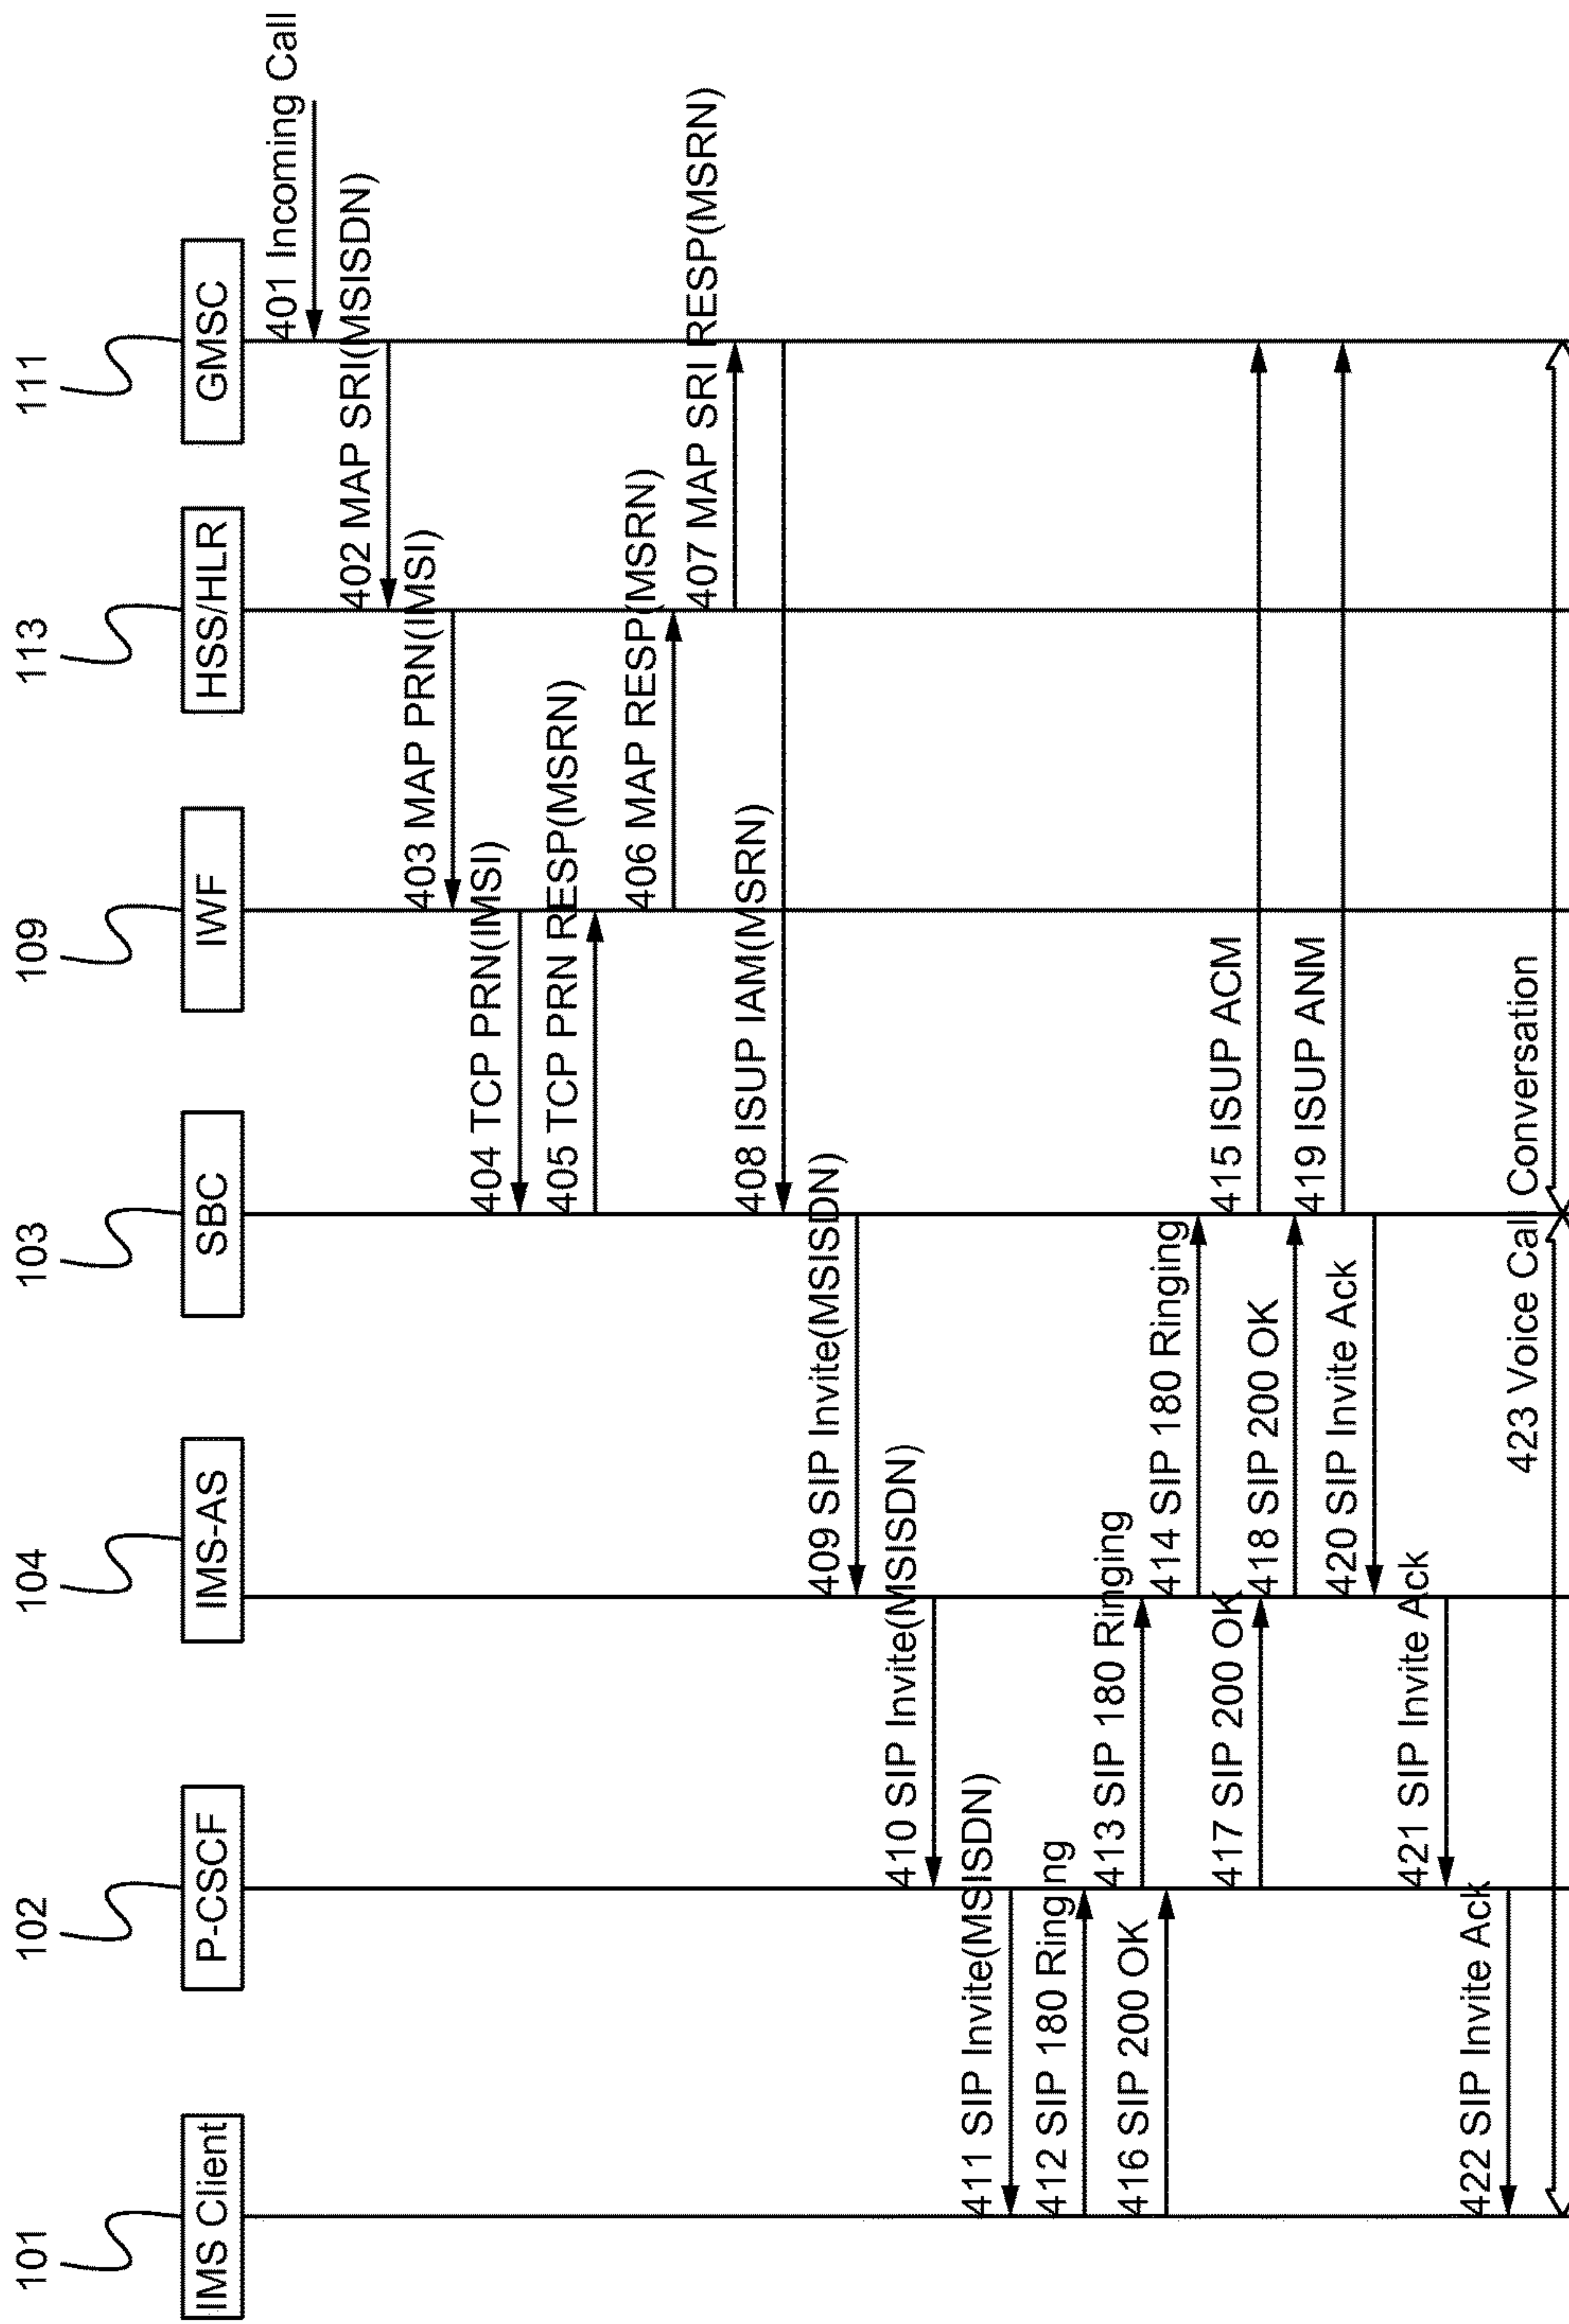 101
102
104
103
109
113
111
IMS Client
P-CSCF
IMS-AS
SBC
IWF
HSS/HLR
GMSC
401 Incoming Call
402 MAP SRI(MSISDN)
403 MAP PRN(IMSI)
404 TCP PRN(IMSI)
405 TCP PRN RESP(MSRN)
406 MAP RESP(MSRN)
407 MAP SRI RESP(MSRN)
408 ISUP IAM(MSRN)
409 SIP Invite(MSISDN)
410 SIP Invite(MSISDN)
411 SIP Invite(MSISDN)
412 SIP 180 Ringing
413 SIP 180 Ringing
414 SIP 180 Ringing
415 ISUP ACM
416 SIP 200 OK
417 SIP 200 OK
418 SIP 200 OK
419 ISUP ANM
420 SIP Invite Ack
421 SIP Invite Ack
422 SIP Invite Ack
423 Voice Call Conversation